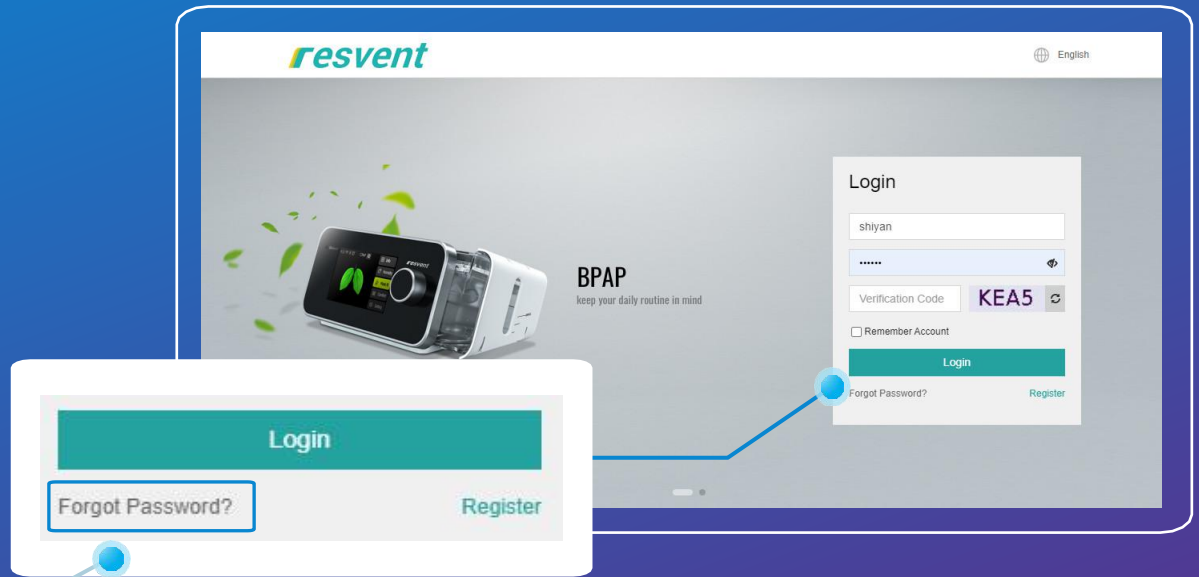 resvent
English
BPAP
keep your daily routine in mind
Login
shiyan
••••••
Verification Code
KEA5
Remember Account
Login
Forgot Password?
Register
Login
Forgot Password?
Register